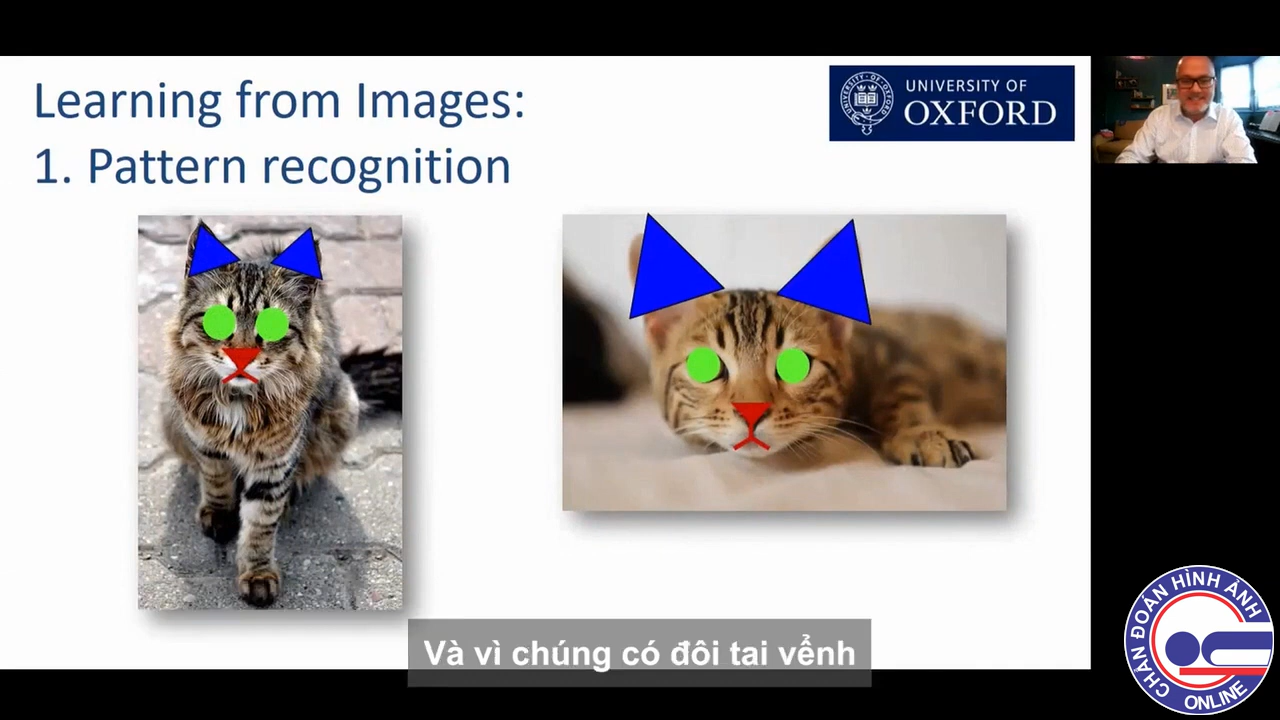 Learning from Images:
1. Pattern recognition
UNIVERSITY OF
OXFORD
Và vì chúng có đôi tai vểnh
CHẨN ĐOÁN HÌNH ẢNH
ONLINE